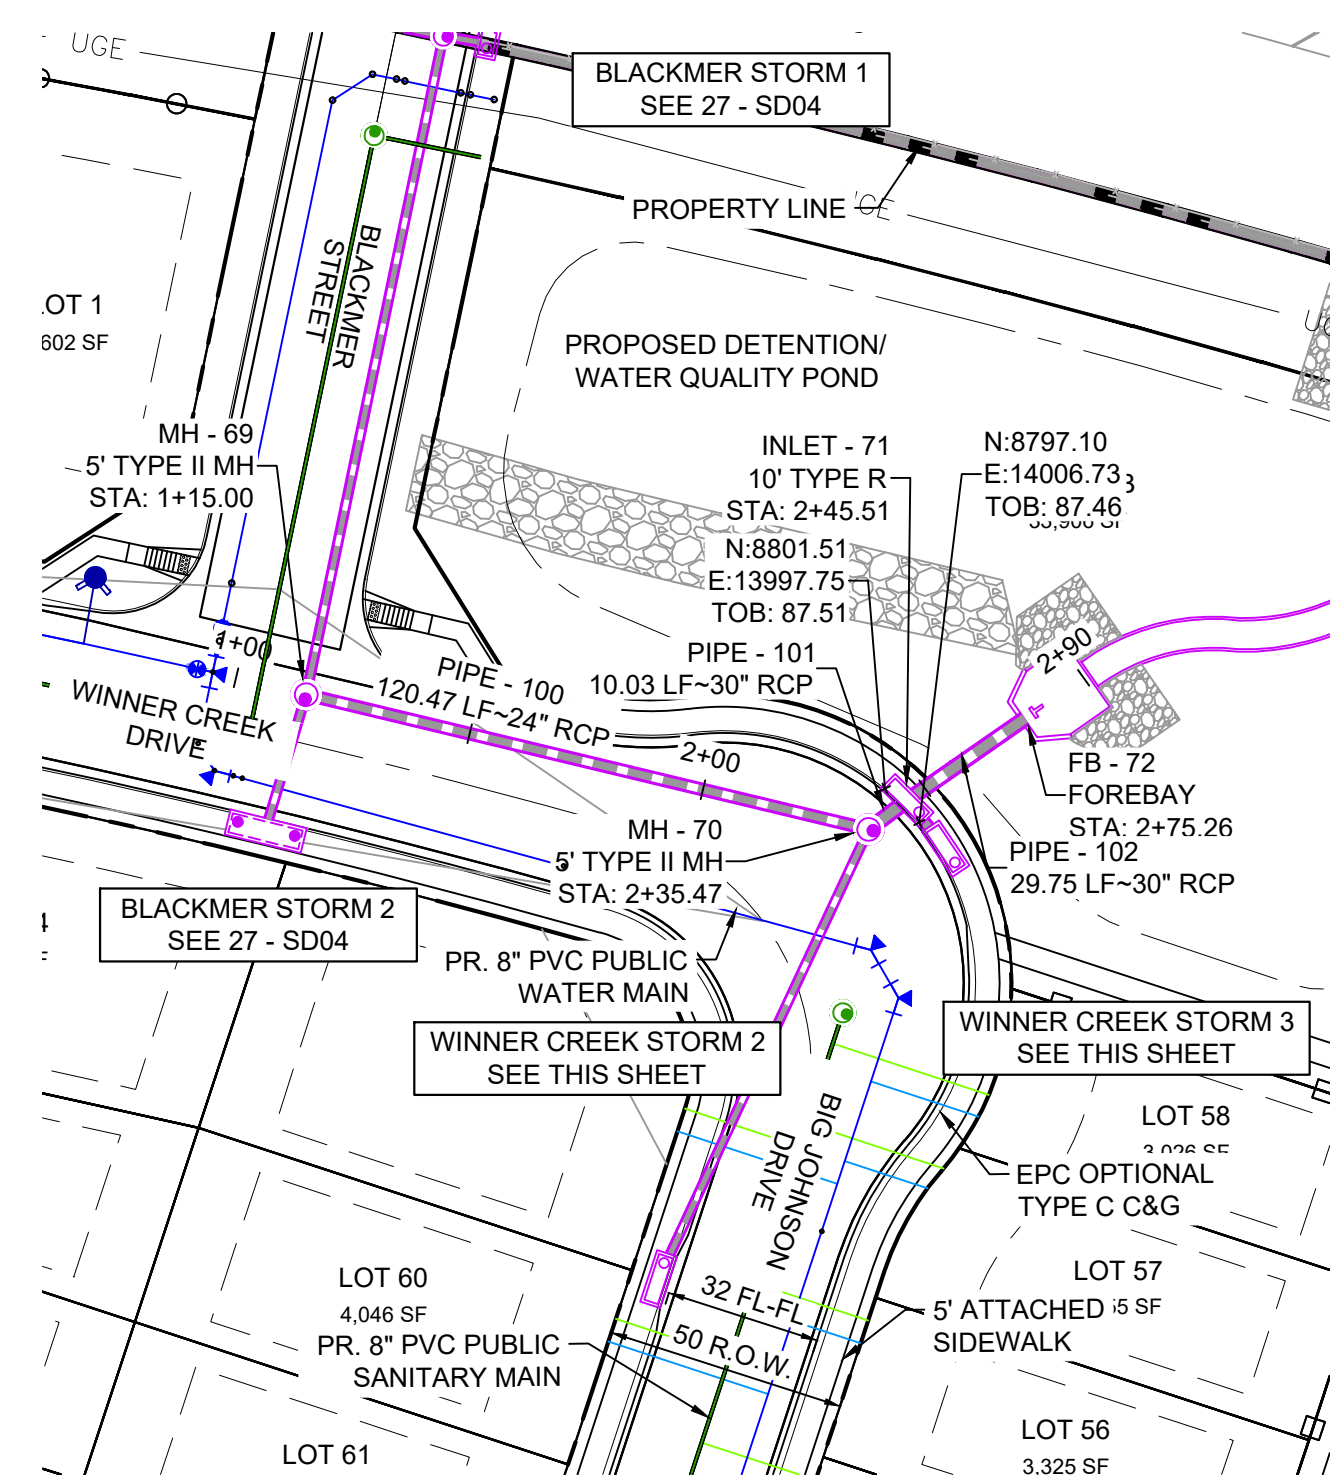 UGE
BLACKMER STORM 1
SEE 27 - SD04
PROPERTY LINE
BLACKMER
STREET
LOT 1
602 SF
PROPOSED DETENTION/
WATER QUALITY POND
MH - 69
5' TYPE II MH
STA: 1+15.00
INLET - 71
10' TYPE R
STA: 2+45.51
N:8797.10
E:14006.73
TOB: 87.46
N:8801.51
E:13997.75
TOB: 87.51
1+00
PIPE - 100
120.47 LF~24" RCP
PIPE - 101
10.03 LF~30" RCP
2+90
WINNER CREEK
DRIVE
2+00
FB - 72
FOREBAY
STA: 2+75.26
MH - 70
5' TYPE II MH
STA: 2+35.47
PIPE - 102
29.75 LF~30" RCP
BLACKMER STORM 2
SEE 27 - SD04
PR. 8" PVC PUBLIC
WATER MAIN
WINNER CREEK STORM 2
SEE THIS SHEET
WINNER CREEK STORM 3
SEE THIS SHEET
BIG JOHNSON
DRIVE
LOT 58
3,026 SF
EPC OPTIONAL
TYPE C C&G
LOT 60
4,046 SF
32 FL-FL
LOT 57
55 SF
5' ATTACHED
SIDEWALK
PR. 8" PVC PUBLIC
SANITARY MAIN
50 R.O.W.
LOT 61
LOT 56
3,325 SF